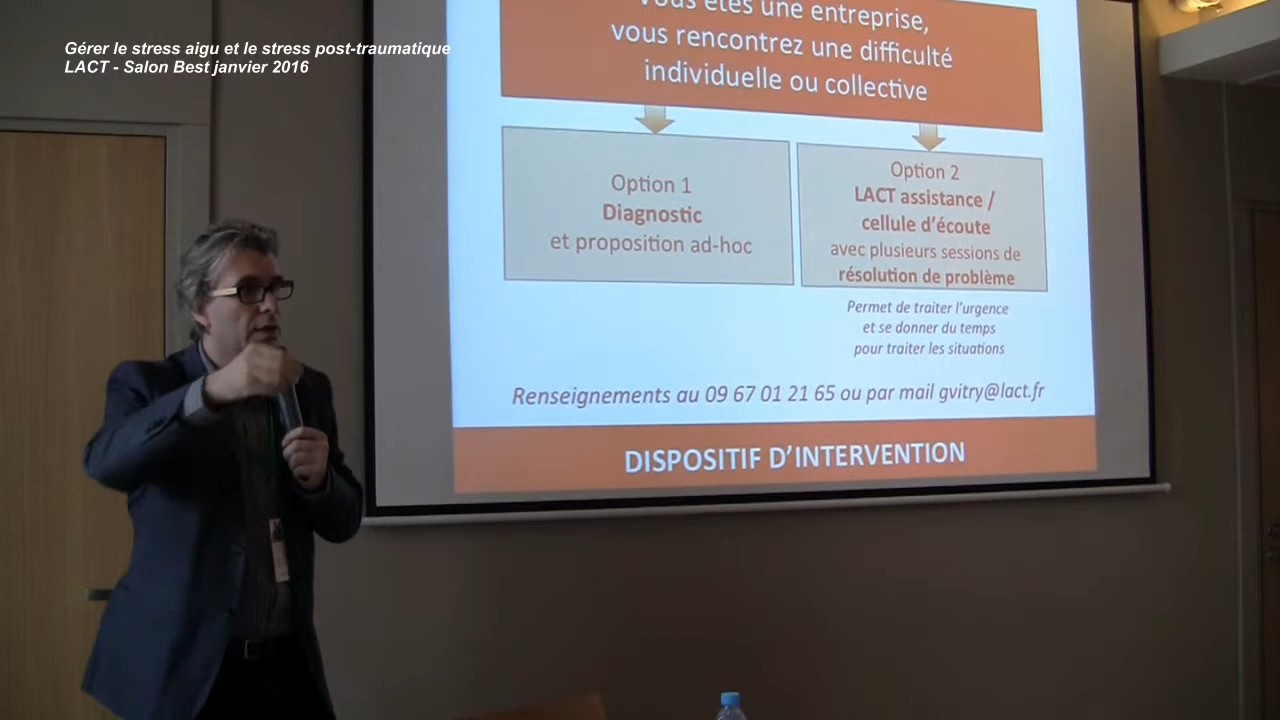 Gérer le stress aigu et le stress post-traumatique
LACT - Salon Best janvier 2016
Vous êtes une entreprise,
vous rencontrez une difficulté
individuelle ou collective
Option 1
Diagnostic
et proposition ad-hoc
Option 2
LACT assistance /
cellule d'écoute
avec plusieurs sessions de
résolution de problème
Permet de traiter l'urgence
et se donner du temps
pour traiter les situations
Renseignements au 09 67 01 21 65 ou par mail gvitry@lact.fr
DISPOSITIF D'INTERVENTION